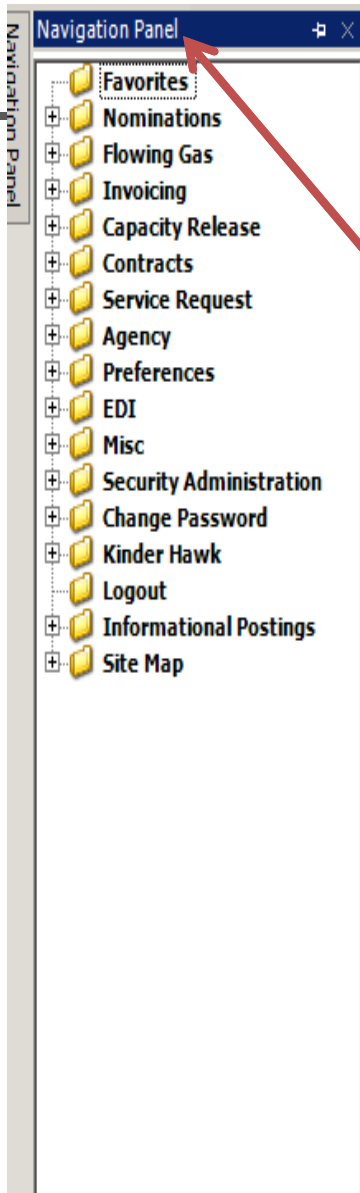 Navigation Panel
Navigation Panel
Favorites
Nominations
Flowing Gas
Invoicing
Capacity Release
Contracts
Service Request
Agency
Preferences
EDI
Misc
Security Administration
Change Password
Kinder Hawk
Logout
Informational Postings
Site Map